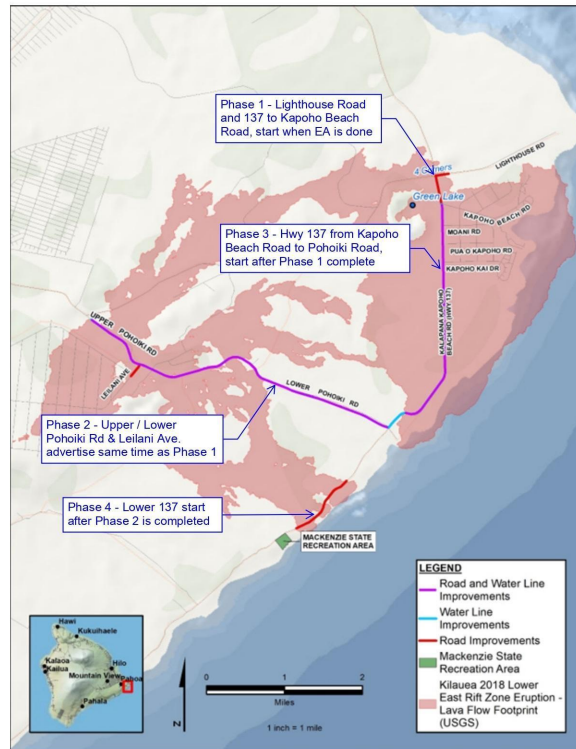 Phase 1 - Lighthouse Road
and 137 to Kapoho Beach
Road, start when EA is done
LIGHTHOUSE RD
4 Corners
Green Lake
KAPOHO BEACH RD
MOANI RD
Phase 3 - Hwy 137 from Kapoho
Beach Road to Pohoiki Road,
start after Phase 1 complete
PUA O KAPOHO RD
KAPOHO KAI DR
KALAPANA KAPOHO
BEACH RD (HWY 137)
UPPER POHOIKI RD
LEILANI AVE
LOWER POHOIKI RD
Phase 2 - Upper / Lower
Pohoiki Rd & Leilani Ave.
advertise same time as Phase 1
Phase 4 - Lower 137 start
after Phase 2 is completed
MACKENZIE STATE
RECREATION AREA
LEGEND
Road and Water Line
Improvements
Water Line
Improvements
Road Improvements
Mackenzie State
Recreation Area
Kilauea 2018 Lower
East Rift Zone Eruption -
Lava Flow Footprint
(USGS)
Hawi
Kukuihaele
Kalaoa
Kailua
Hilo
Mountain View
Pahoa
Pahala
N
0 1 2
Miles
1 inch = 1 mile